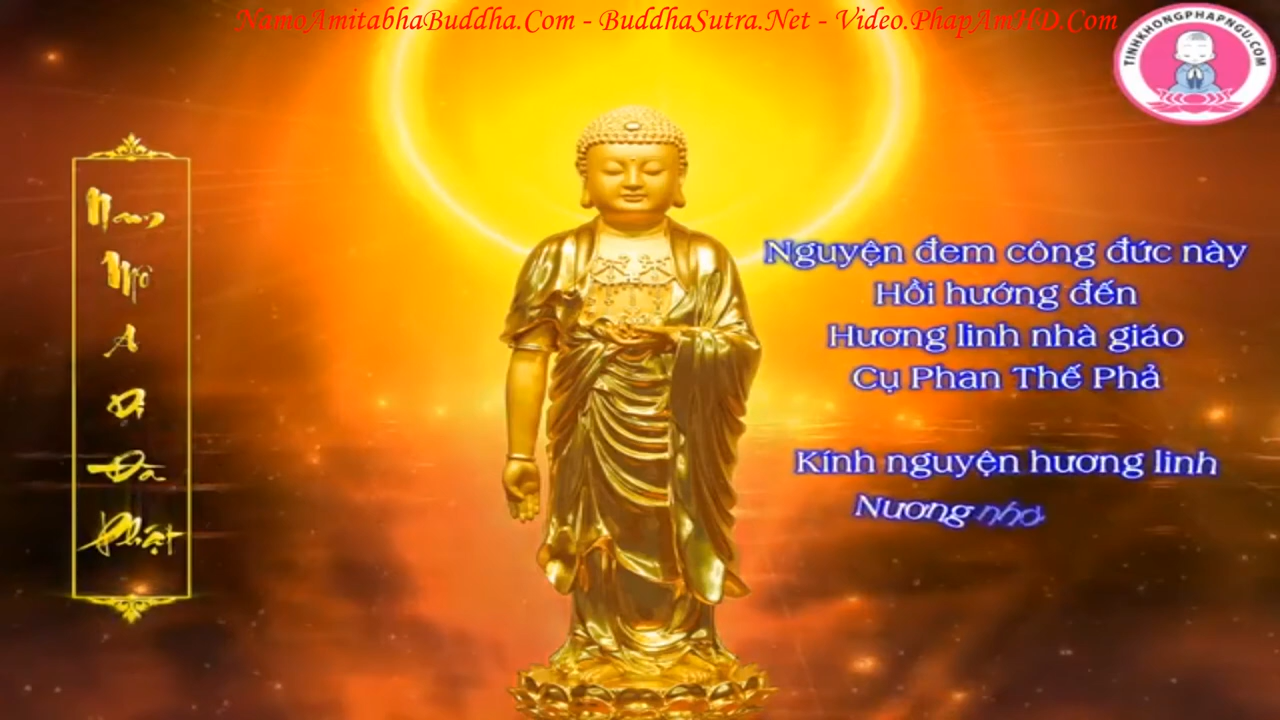 NamoAmitabhaBuddha.Com - BuddhaSutra.Net - Video.PhapAmHD.Com
TINHKHONGPHAPNGU.COM
Nam
Mô
A
Di
Đà
Phật
Nguyện đem công đức này
Hồi hướng đến
Hương linh nhà giáo
Cụ Phan Thế Phả
Kính nguyện hương linh
Nương